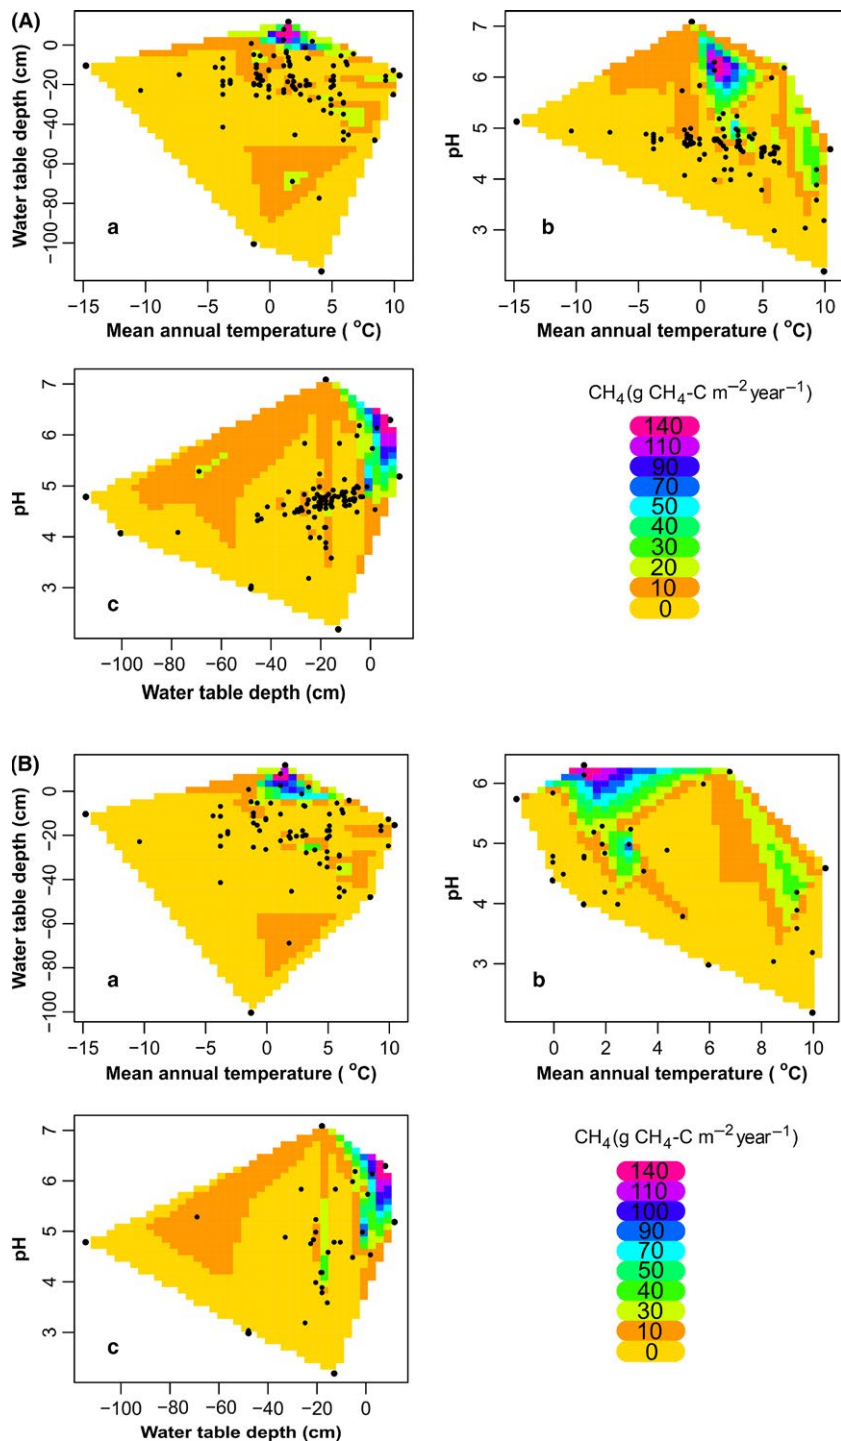 (A)
Water table depth (cm)
0
−20
−40
−60
−80
−100
a
−15 −10 −5 0 5 10
Mean annual temperature ( °C)
pH
7
6
5
4
3
b
−15 −10 −5 0 5 10
Mean annual temperature ( °C)
pH
7
6
5
4
3
c
−100 −80 −60 −40 −20 0
Water table depth (cm)
CH₄(g CH₄-C m⁻² year⁻¹)
140
110
90
70
50
40
30
20
10
0
(B)
Water table depth (cm)
0
−20
−40
−60
−80
−100
a
−15 −10 −5 0 5 10
Mean annual temperature ( °C)
pH
6
5
4
3
b
0 2 4 6 8 10
Mean annual temperature ( °C)
pH
7
6
5
4
3
c
−100 −80 −60 −40 −20 0
Water table depth (cm)
CH₄(g CH₄-C m⁻² year⁻¹)
140
110
100
90
70
50
40
30
10
0